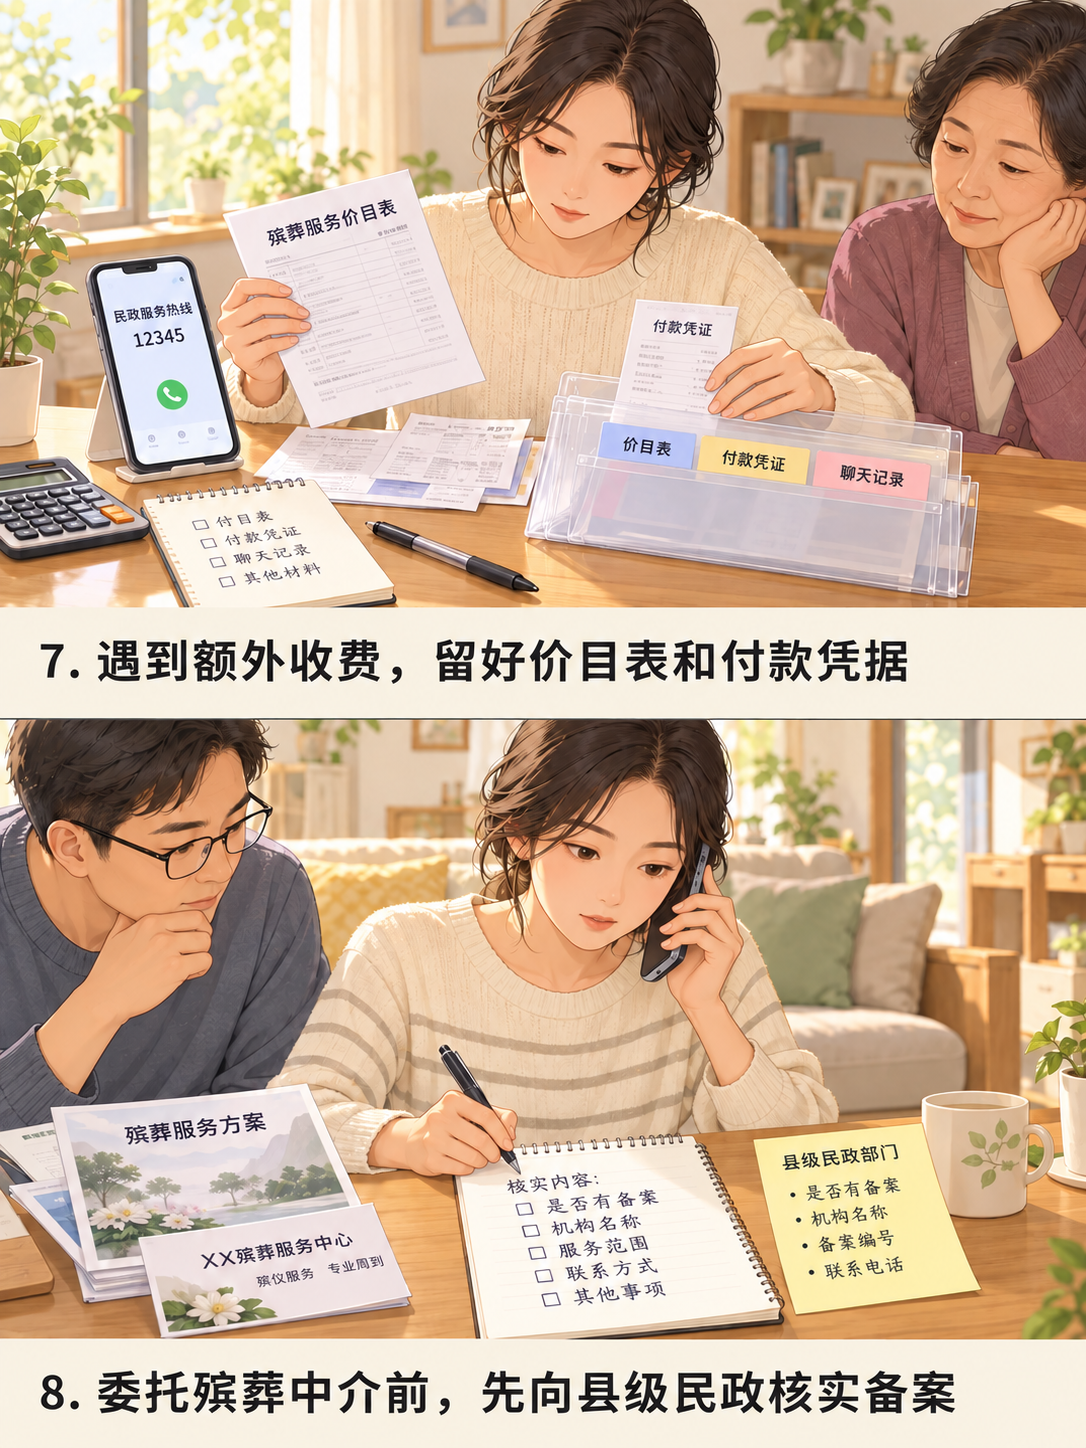 殡葬服务价目表
民政服务热线
12345
付款凭证
价目表
付款凭证
聊天记录
付目表
付款凭证
聊天记录
其他材料
7. 遇到额外收费，留好价目表和付款凭据
殡葬服务方案
XX殡葬服务中心
殡仪服务 专业周到
核实内容:
是否有备案
机构名称
服务范围
联系方式
其他事项
县级民政部门
• 是否有备案
• 机构名称
• 备案编号
• 联系电话
8. 委托殡葬中介前，先向县级民政核实备案